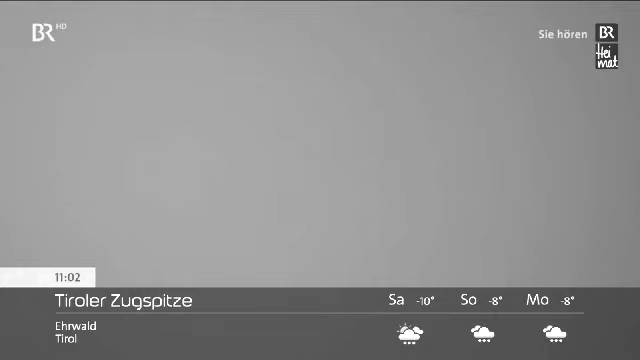 BR HD
Sie hören BR
Hei
mat
11:02
Tiroler Zugspitze
Sa -10° So -8° Mo -8°
Ehrwald
Tirol